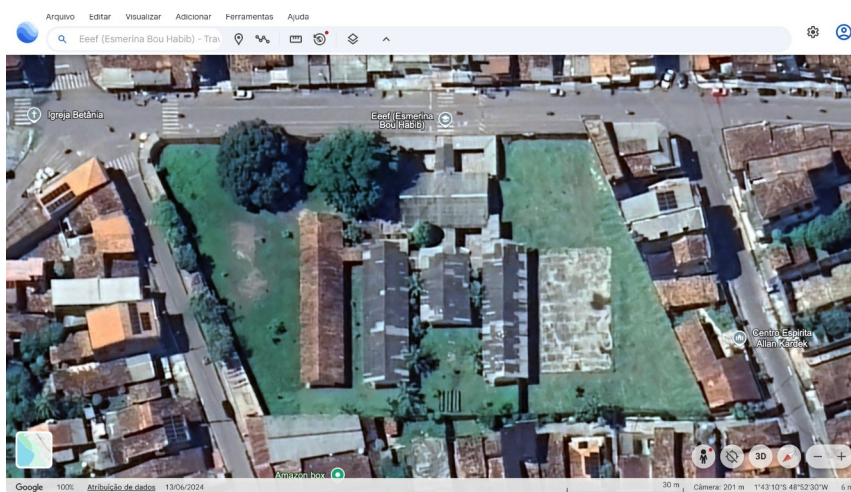 Arquivo Editar Visualizar Adicionar Ferramentas Ajuda
Eeef (Esmerina Bou Habib) - Trav
Igreja Betânia
Eeef (Esmerina
Bou Habib)
Centro Espírita
Allan Kardek
Amazon box
3D
Google 100% Atribuição de dados 13/06/2024 30 m Câmera: 201 m 1°43'10"S 48°52'30"W 6 m